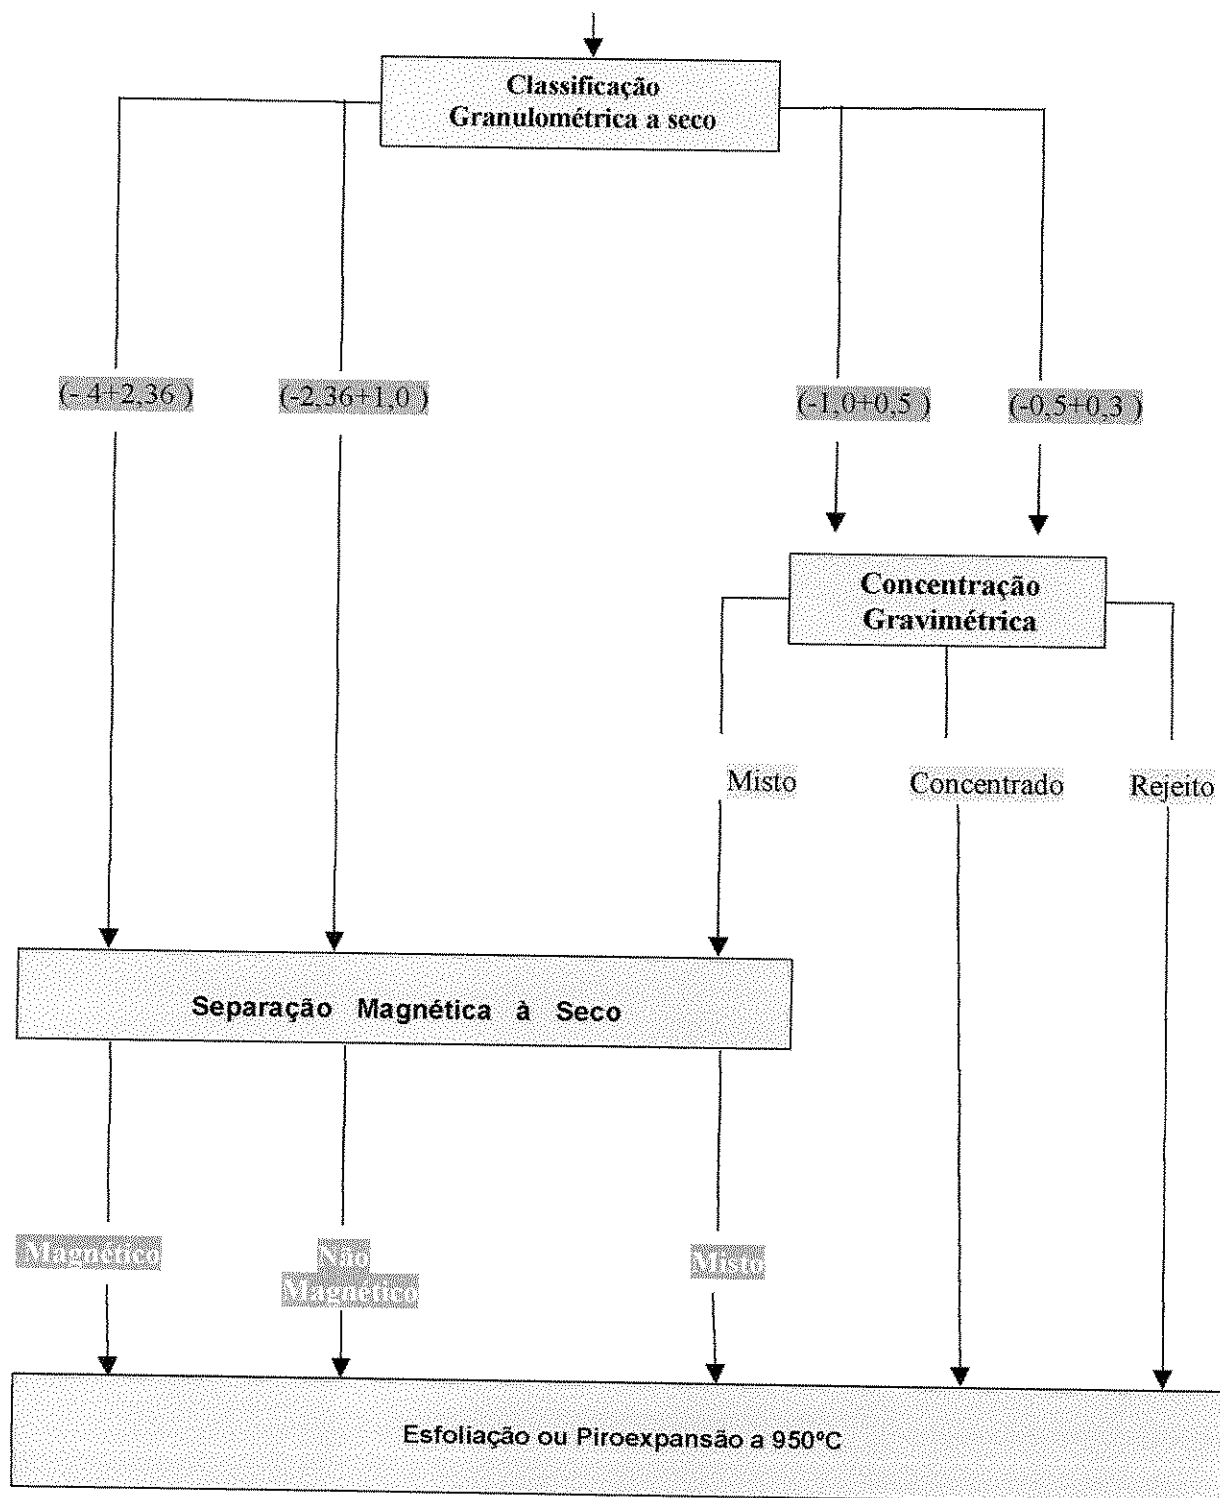 Classificação
Granulométrica a seco
(- 4+2,36 )
(-2,36+1,0 )
(-1,0+0,5 )
(-0,5+0,3 )
Concentração
Gravimétrica
Misto
Concentrado
Rejeito
Separação Magnética à Seco
Magnético
Não
Magnético
Misto
Esfoliação ou Piroexpansão a 950ºC